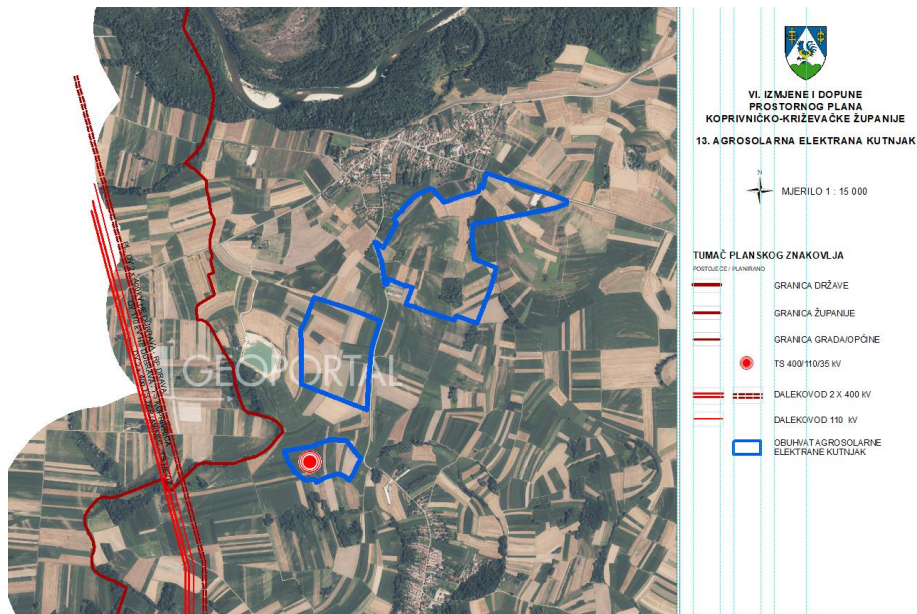 VI. IZMJENE I DOPUNE
PROSTORNOG PLANA
KOPRIVNIČKO-KRIŽEVAČKE ŽUPANIJE
13. AGROSOLARNA ELEKTRANA KUTNJAK
N
MJERILO 1 : 15 000
TUMAČ PLANSKOG ZNAKOVLJA
POSTOJEĆE / PLANIRANO
GRANICA DRŽAVE
GRANICA ŽUPANIJE
GRANICA GRADA/OPĆINE
TS 400/110/35 kV
DALEKOVOD 2 X 400 kV
DALEKOVOD 110 kV
OBUHVAT AGROSOLARNE
ELEKTRANE KUTNJAK
GEOPORTAL